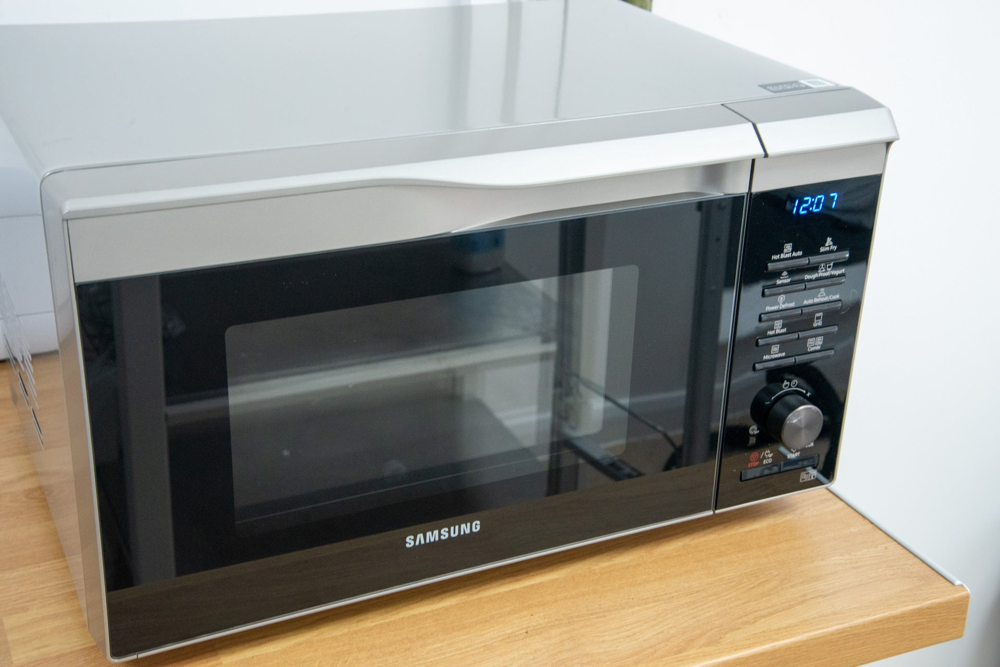 12:07
Hot Blast Auto
Slim Fry
Sensor
Dough Proof/Yogurt
Power Defrost
Auto Reheat/Cook
Hot Blast
Grill
Microwave
Combi
- +
STOP / ECO
START
SAMSUNG